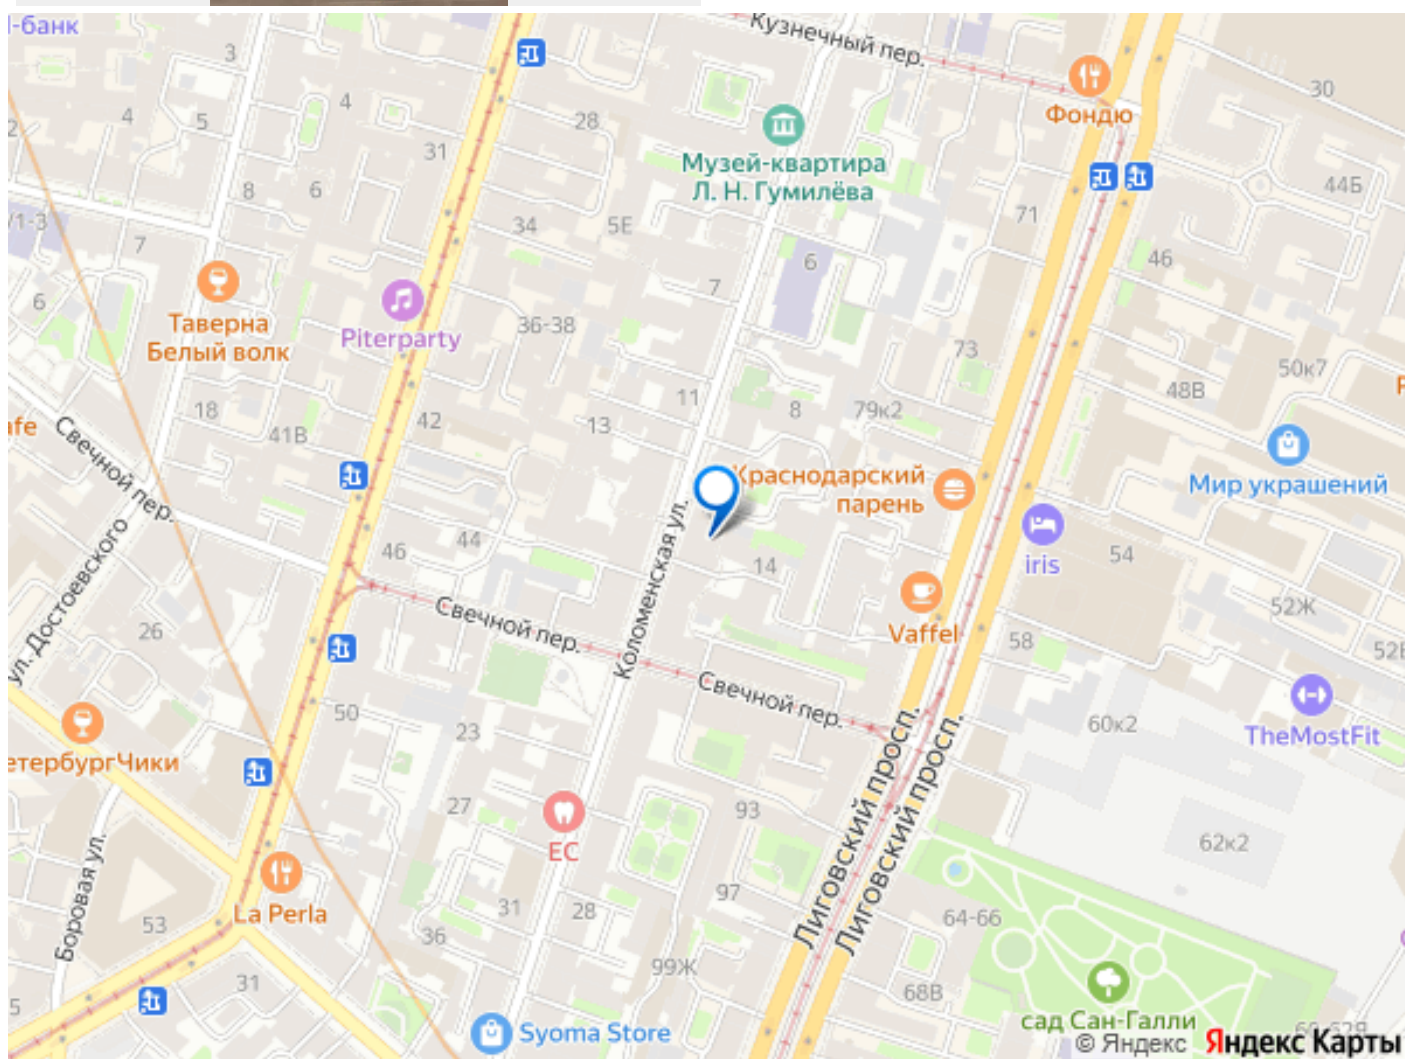 -банк
Кузнечный пер.
3
30
4
4
5
2
28
Фондю
31
Музей-квартира
Л. Н. Гумилёва
44Б
8
6
71
/1-3
34
5Е
7
6
46
7
6
Таверна
Белый волк
Piterparty
36-38
73
50к7
48В
18
11
8
79к2
41В
42
13
afe
Свечной пер.
Краснодарский
парень
Мир украшений
ул. Достоевского
Коломенская ул.
46
44
14
iris
54
Свечной пер.
52Ж
26
Vaffel
58
52Е
Свечной пер.
50
23
60к2
TheMostFit
етербургЧики
Лиговский просп.
Лиговский просп.
27
93
ЕС
62к2
Боровая ул.
La Perla
97
53
31
28
64-66
36
99Ж
31
68В
5
Syoma Store
сад Сан-Галли
© Яндекс
Яндекс Карты